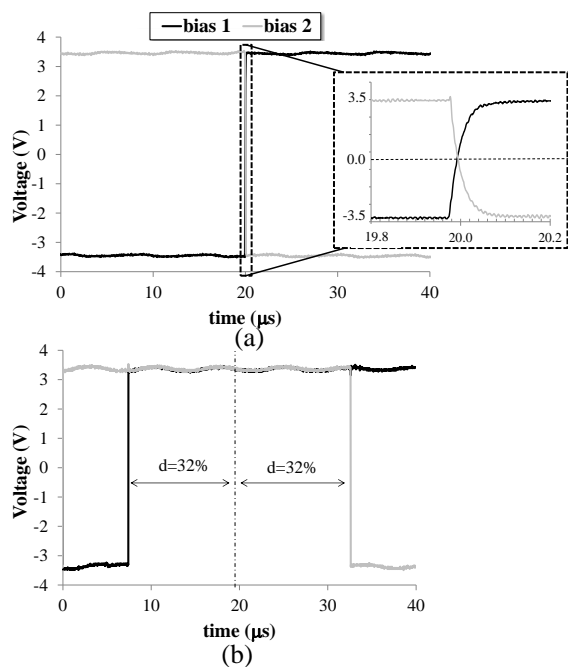 bias 1 bias 2
4
3
2
1
0
-1
-2
-3
-4
Voltage (V)
0 10 20 30 40
time (μs)
3.5
0.0
-3.5
19.8 20.0 20.2
(a)
4
3
2
1
0
-1
-2
-3
-4
Voltage (V)
d=32% d=32%
0 10 20 30 40
time (μs)
(b)